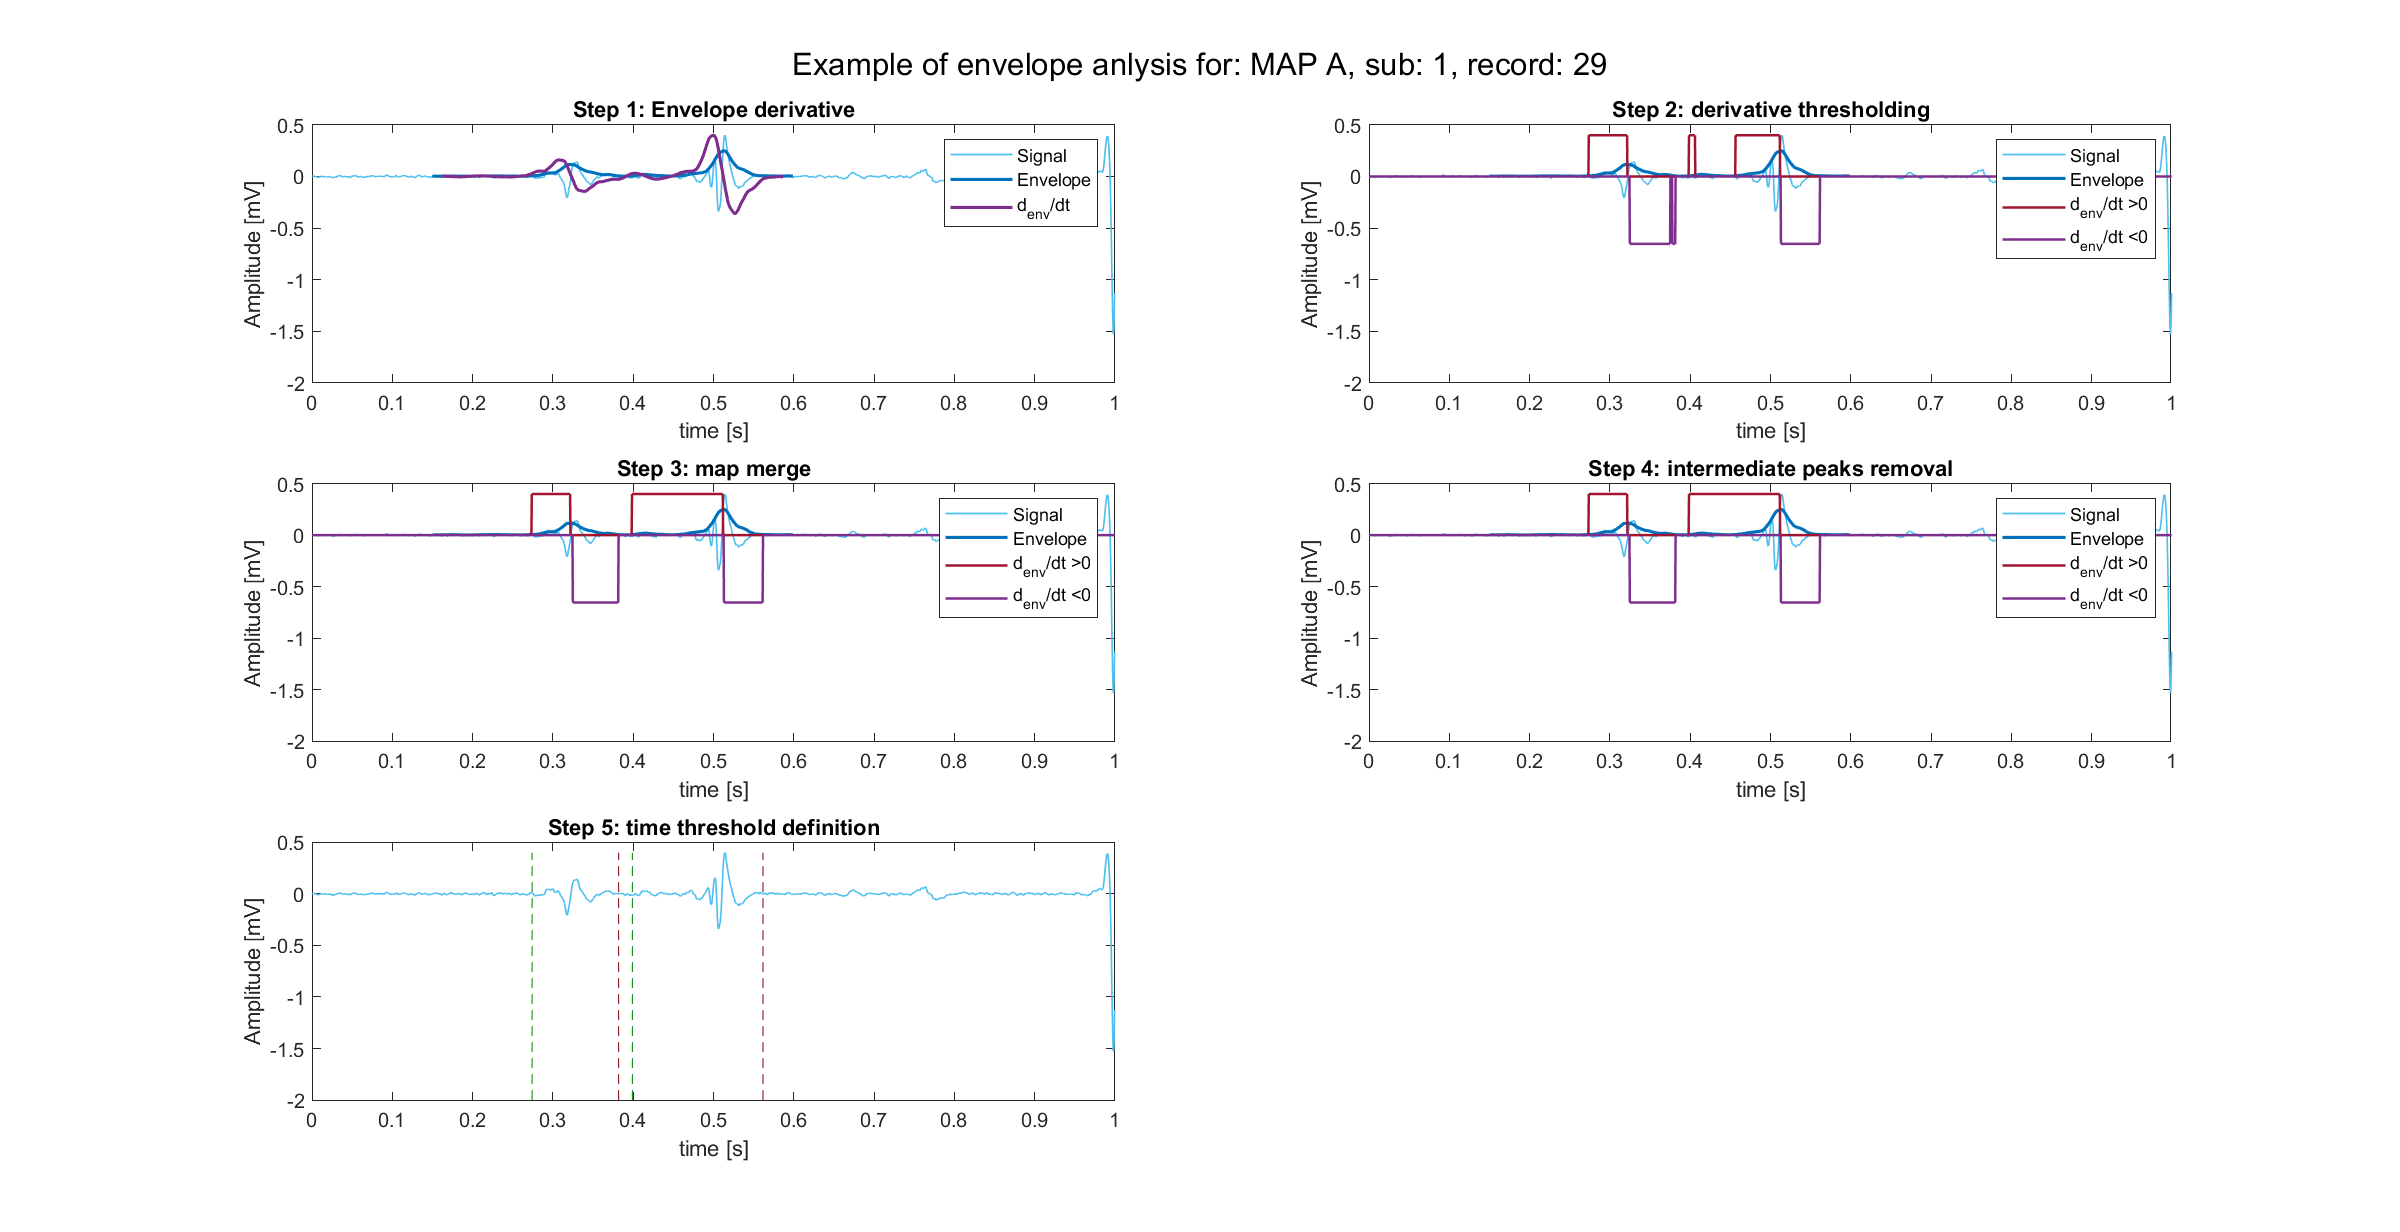 Example of envelope anlysis for: MAP A, sub: 1, record: 29
Step 1: Envelope derivative
0.5
0
-0.5
-1
-1.5
-2
Amplitude [mV]
0 0.1 0.2 0.3 0.4 0.5 0.6 0.7 0.8 0.9 1
time [s]
Signal
Envelope
d_env/dt
Step 2: derivative thresholding
0.5
0
-0.5
-1
-1.5
-2
Amplitude [mV]
0 0.1 0.2 0.3 0.4 0.5 0.6 0.7 0.8 0.9 1
time [s]
Signal
Envelope
d_env/dt >0
d_env/dt <0
Step 3: map merge
0.5
0
-0.5
-1
-1.5
-2
Amplitude [mV]
0 0.1 0.2 0.3 0.4 0.5 0.6 0.7 0.8 0.9 1
time [s]
Signal
Envelope
d_env/dt >0
d_env/dt <0
Step 4: intermediate peaks removal
0.5
0
-0.5
-1
-1.5
-2
Amplitude [mV]
0 0.1 0.2 0.3 0.4 0.5 0.6 0.7 0.8 0.9 1
time [s]
Signal
Envelope
d_env/dt >0
d_env/dt <0
Step 5: time threshold definition
0.5
0
-0.5
-1
-1.5
-2
Amplitude [mV]
0 0.1 0.2 0.3 0.4 0.5 0.6 0.7 0.8 0.9 1
time [s]